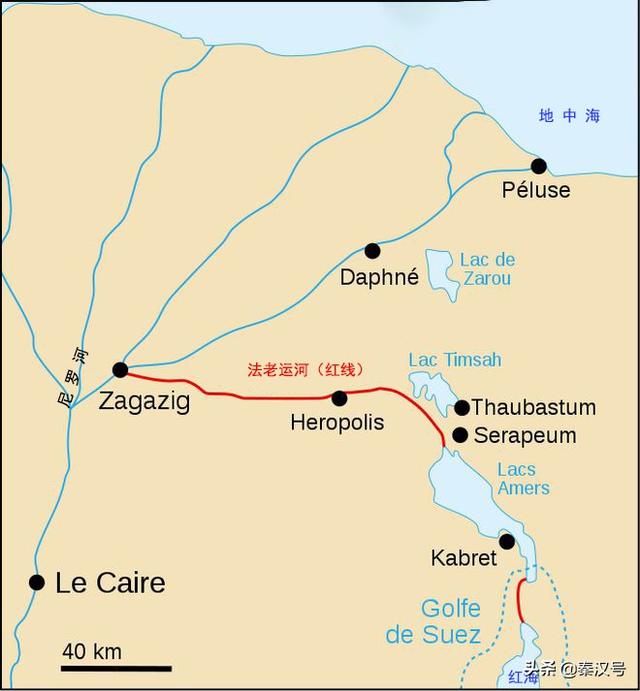 地中海
Péluse
Daphné
Lac de
Zarou
尼罗河
法老运河（红线）
Lac Timsah
Zagazig
Heropolis
Thaubastum
Serapeum
Lacs
Amers
Kabret
Le Caire
Golfe
de Suez
40 km
红海
头条 @秦汉号